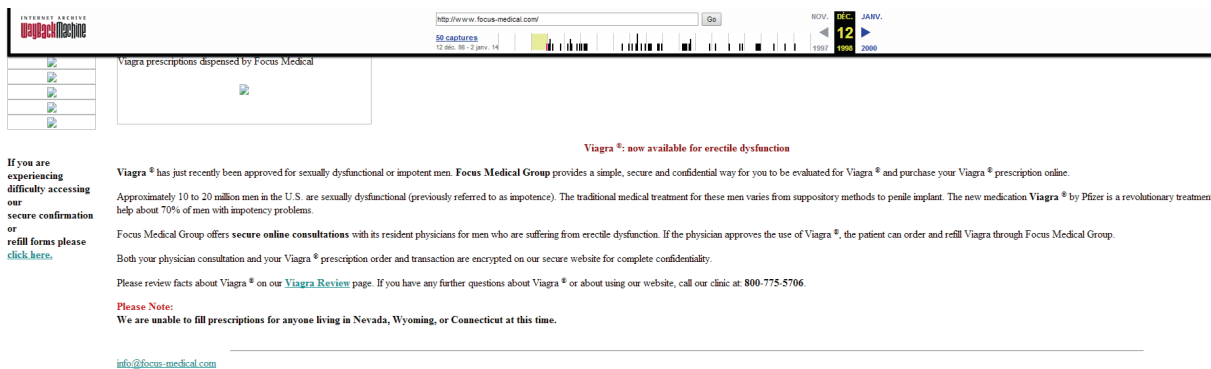 INTERNET ARCHIVE
WayBackMachine
http://www.focus-medical.com/
Go
50 captures
12 déc. 98 - 2 janv. 14
NOV. DÉC. JANV.
12
1997 1998 2000
Viagra prescriptions dispensed by Focus Medical
If you are
experiencing
difficulty accessing
our
secure confirmation
or
refill forms please
click here.
Viagra ®: now available for erectile dysfunction
Viagra ® has just recently been approved for sexually dysfunctional or impotent men. Focus Medical Group provides a simple, secure and confidential way for you to be evaluated for Viagra ® and purchase your Viagra ® prescription online.
Approximately 10 to 20 million men in the U.S. are sexually dysfunctional (previously referred to as impotence). The traditional medical treatment for these men varies from suppository methods to penile implant. The new medication Viagra ® by Pfizer is a revolutionary treatment
help about 70% of men with impotency problems.
Focus Medical Group offers secure online consultations with its resident physicians for men who are suffering from erectile dysfunction. If the physician approves the use of Viagra ®, the patient can order and refill Viagra through Focus Medical Group.
Both your physician consultation and your Viagra ® prescription order and transaction are encrypted on our secure website for complete confidentiality.
Please review facts about Viagra ® on our Viagra Review page. If you have any further questions about Viagra ® or about using our website, call our clinic at: 800-775-5706.
Please Note:
We are unable to fill prescriptions for anyone living in Nevada, Wyoming, or Connecticut at this time.
info@focus-medical.com